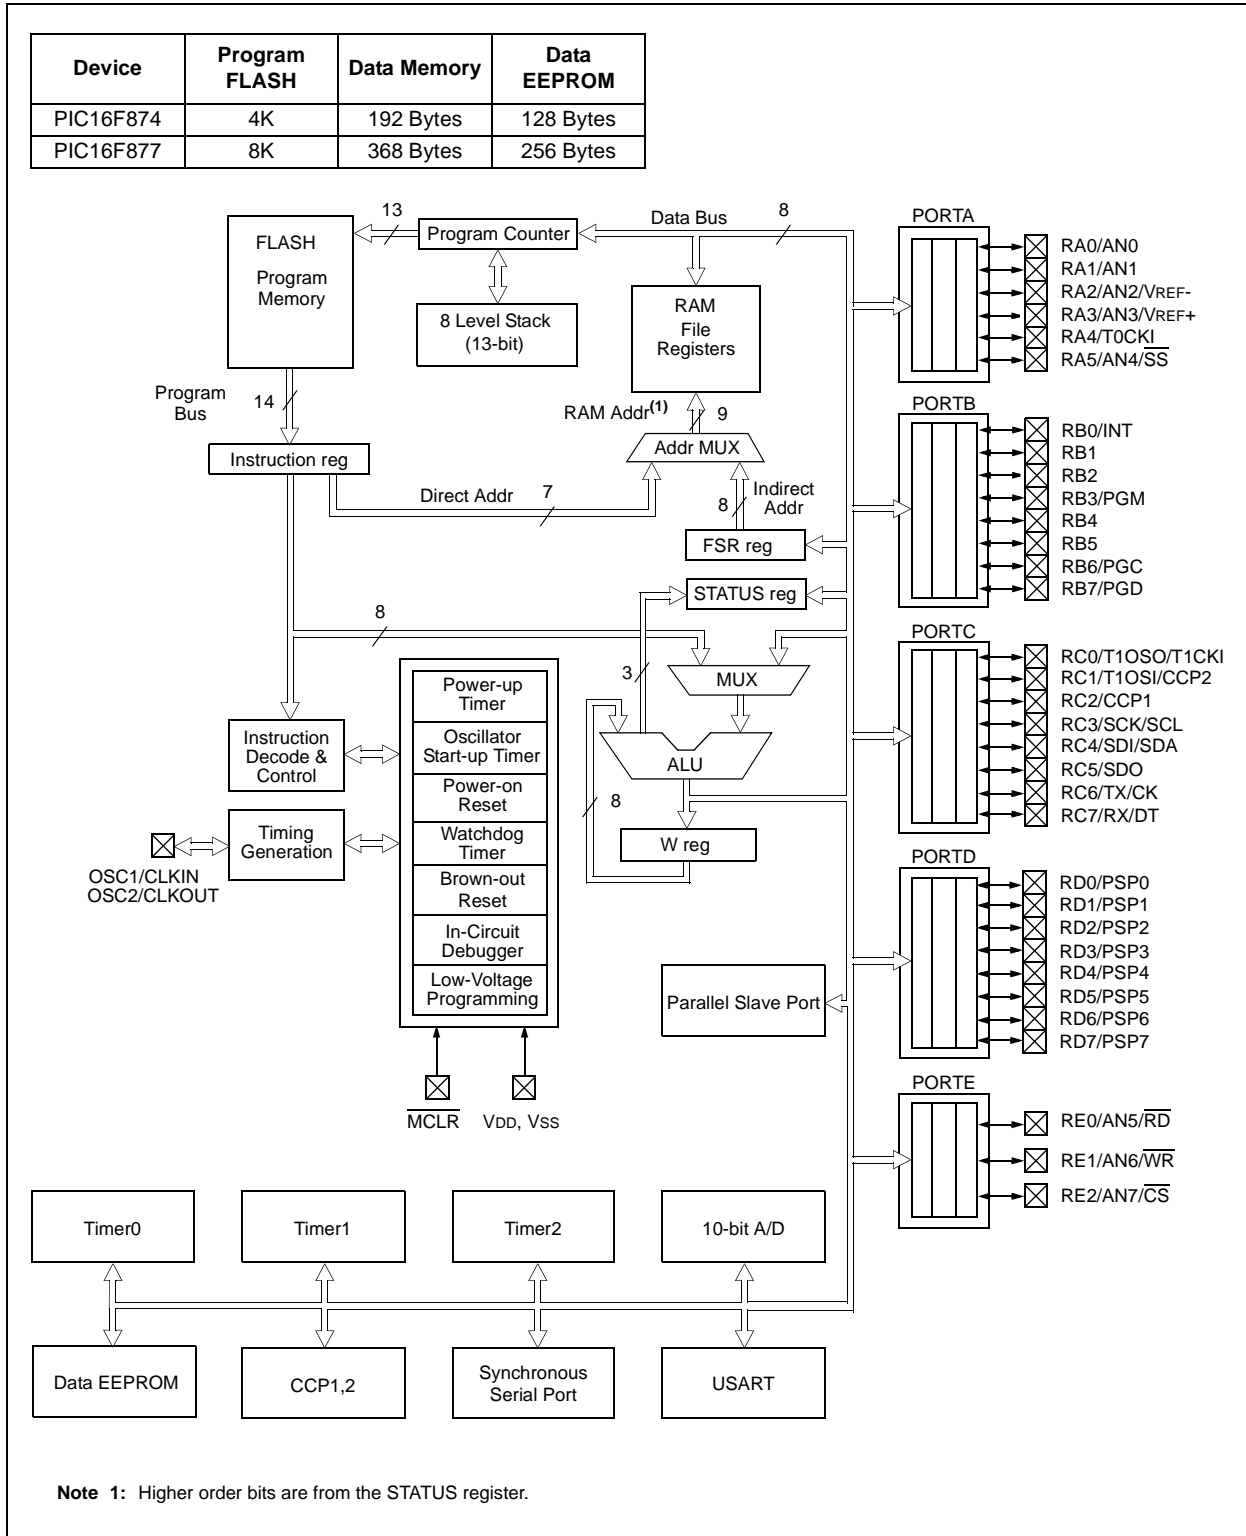 Device
Program
FLASH
Data Memory
Data
EEPROM
PIC16F874
4K
192 Bytes
128 Bytes
PIC16F877
8K
368 Bytes
256 Bytes
FLASH
Program
Memory
13
Program Counter
Data Bus
8
8 Level Stack
(13-bit)
RAM
File
Registers
Program
Bus
14
RAM Addr(1)
9
Instruction reg
Addr MUX
Direct Addr
7
Indirect
Addr
8
FSR reg
STATUS reg
8
3
MUX
Power-up
Timer
Oscillator
Start-up Timer
Power-on
Reset
Watchdog
Timer
Brown-out
Reset
In-Circuit
Debugger
Low-Voltage
Programming
Instruction
Decode &
Control
Timing
Generation
OSC1/CLKIN
OSC2/CLKOUT
ALU
8
W reg
Parallel Slave Port
MCLR
VDD, VSS
PORTA
RA0/AN0
RA1/AN1
RA2/AN2/VREF-
RA3/AN3/VREF+
RA4/T0CKI
RA5/AN4/SS
PORTB
RB0/INT
RB1
RB2
RB3/PGM
RB4
RB5
RB6/PGC
RB7/PGD
PORTC
RC0/T1OSO/T1CKI
RC1/T1OSI/CCP2
RC2/CCP1
RC3/SCK/SCL
RC4/SDI/SDA
RC5/SDO
RC6/TX/CK
RC7/RX/DT
PORTD
RD0/PSP0
RD1/PSP1
RD2/PSP2
RD3/PSP3
RD4/PSP4
RD5/PSP5
RD6/PSP6
RD7/PSP7
PORTE
RE0/AN5/RD
RE1/AN6/WR
RE2/AN7/CS
Timer0
Timer1
Timer2
10-bit A/D
Data EEPROM
CCP1,2
Synchronous
Serial Port
USART
Note 1: Higher order bits are from the STATUS register.